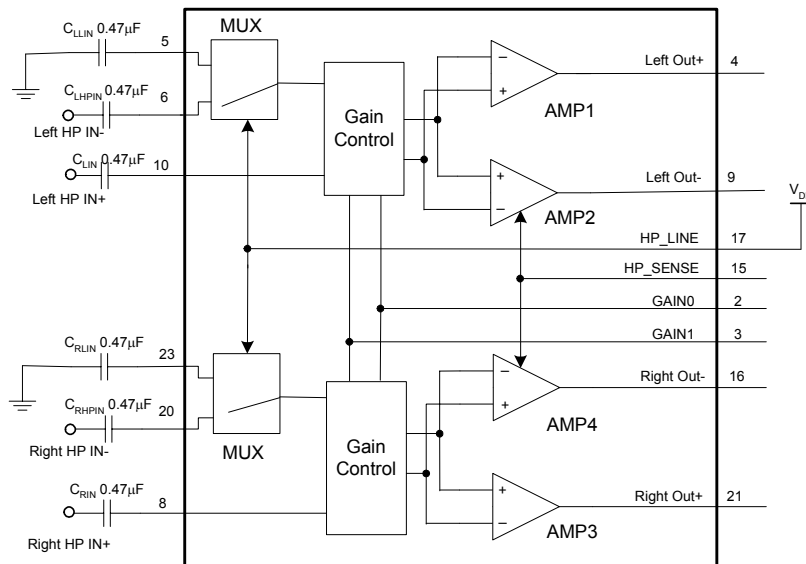 MUX
C_LLIN 0.47µF
5
Left Out+
4
C_LHPIN 0.47µF
6
AMP1
Left HP IN-
Gain
Control
C_LIN 0.47µF
10
Left Out-
9
Left HP IN+
AMP2
V_D
HP_LINE
17
HP_SENSE
15
GAIN0
2
GAIN1
3
C_RLIN 0.47µF
23
Right Out-
16
C_RHPIN 0.47µF
20
AMP4
Right HP IN-
MUX
Gain
Control
C_RIN 0.47µF
8
Right Out+
21
Right HP IN+
AMP3
+
−
+
−
+
−
+
−